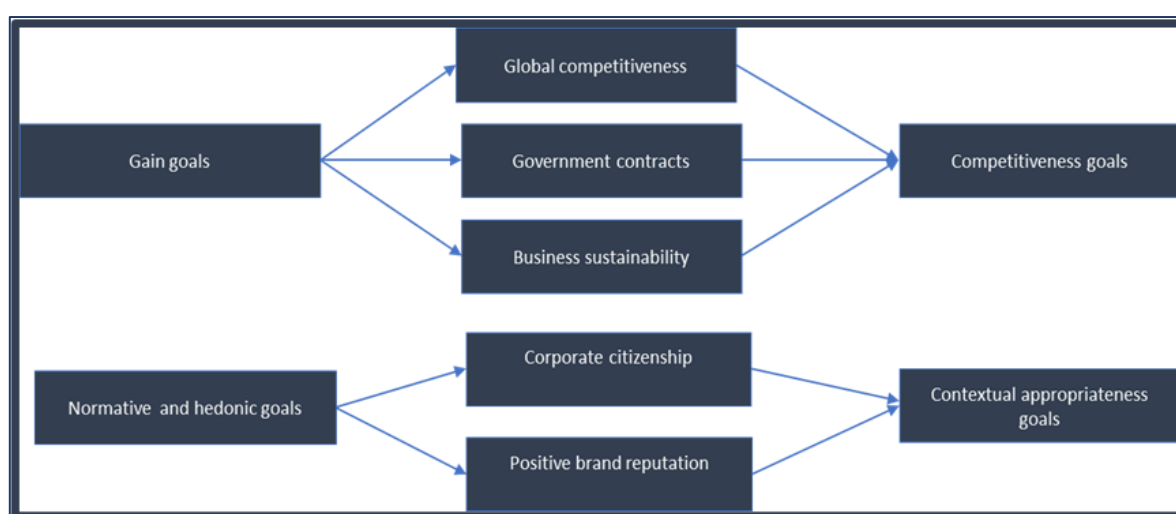 Global competitiveness
Gain goals
Government contracts
Competitiveness goals
Business sustainability
Corporate citizenship
Normative and hedonic goals
Contextual appropriateness
goals
Positive brand reputation